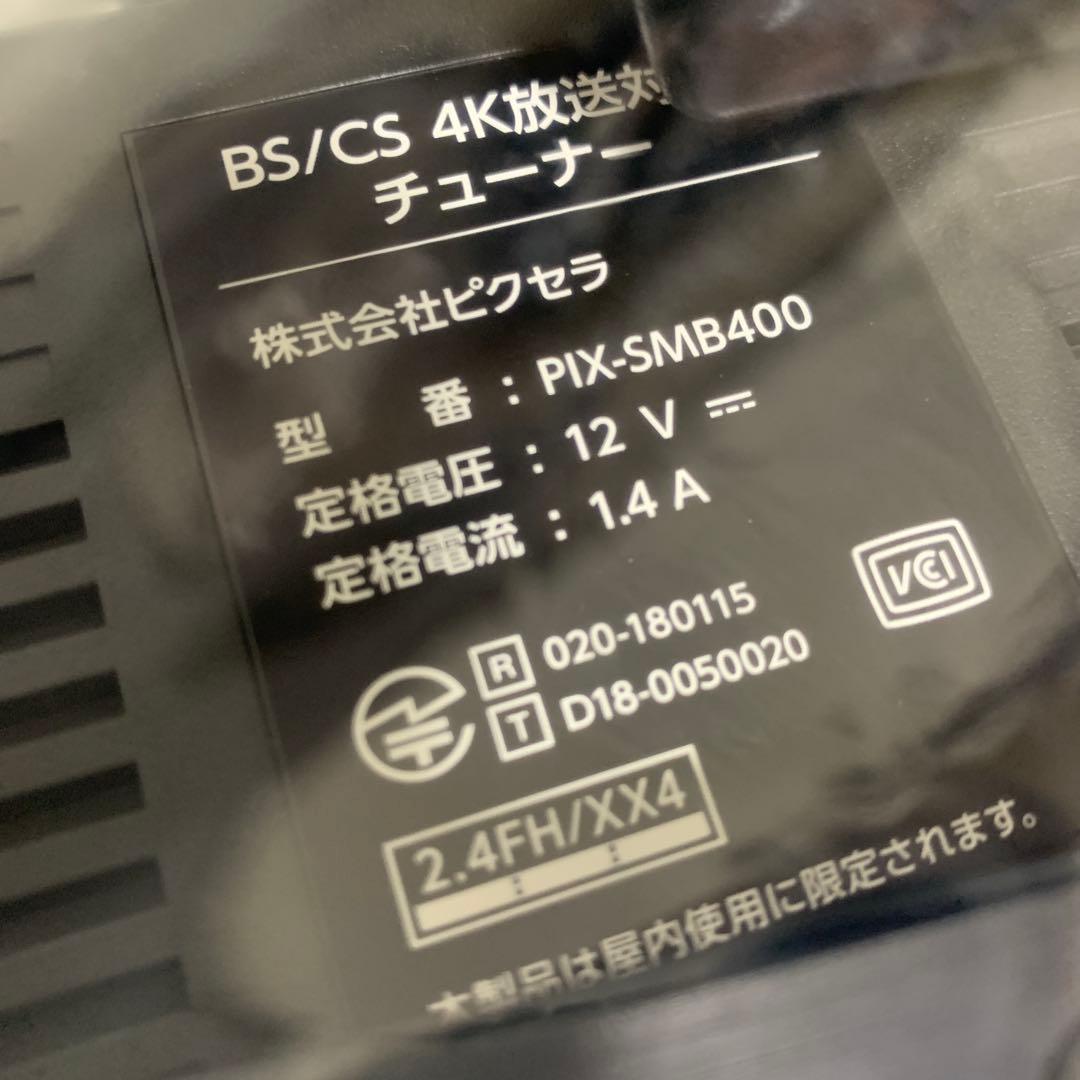 BS/CS 4K放送対
チューナー
株式会社ピクセラ
型 番 : PIX-SMB400
定格電圧 : 12 V ⎓
定格電流 : 1.4 A
R 020-180115
T D18-0050020
VCCI
2.4FH/XX4
本製品は屋内使用に限定されます。